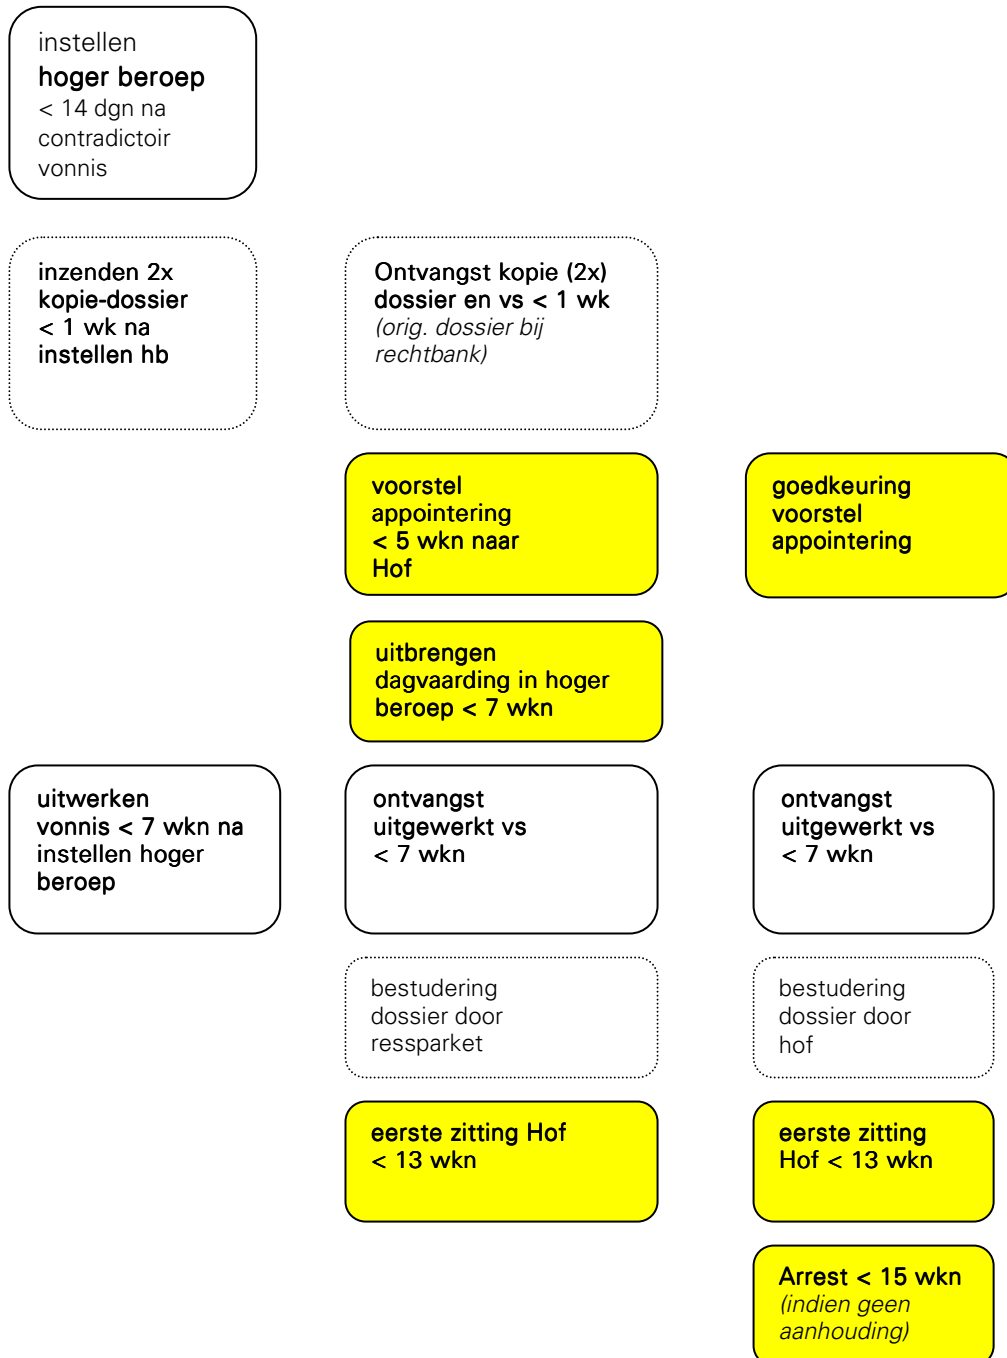 instellen
hoger beroep
< 14 dgn na
contradictoir
vonnis
inzenden 2x
kopie-dossier
< 1 wk na
instellen hb
Ontvangst kopie (2x)
dossier en vs < 1 wk
(orig. dossier bij
rechtbank)
voorstel
appointering
< 5 wkn naar
Hof
goedkeuring
voorstel
appointering
uitbrengen
dagvaarding in hoger
beroep < 7 wkn
uitwerken
vonnis < 7 wkn na
instellen hoger
beroep
ontvangst
uitgewerkt vs
< 7 wkn
ontvangst
uitgewerkt vs
< 7 wkn
bestudering
dossier door
ressparket
bestudering
dossier door
hof
eerste zitting Hof
< 13 wkn
eerste zitting
Hof < 13 wkn
Arrest < 15 wkn
(indien geen
aanhouding)